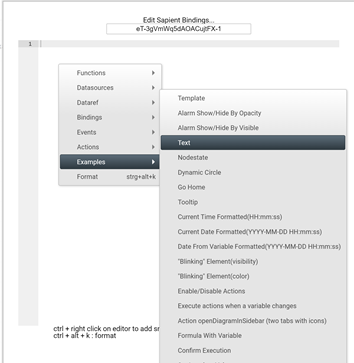 Edit Sapient Bindings...
eT-3gVmWq5dAOACujtFX-1
1
Functions
Datasources
Dataref
Bindings
Events
Actions
Examples
Format strg+alt+k
Template
Alarm Show/Hide By Opacity
Alarm Show/Hide By Visible
Text
Nodestate
Dynamic Circle
Go Home
Tooltip
Current Time Formatted(HH:mm:ss)
Current Date Formatted(YYYY-MM-DD HH:mm:ss)
Date From Variable Formatted(YYYY-MM-DD HH:mm:ss)
"Blinking" Element(visibility)
"Blinking" Element(color)
Enable/Disable Actions
Execute actions when a variable changes
Action openDiagramInSidebar (two tabs with icons)
Formula With Variable
Confirm Execution
ctrl + right click on editor to add sn
ctrl + alt + k : format